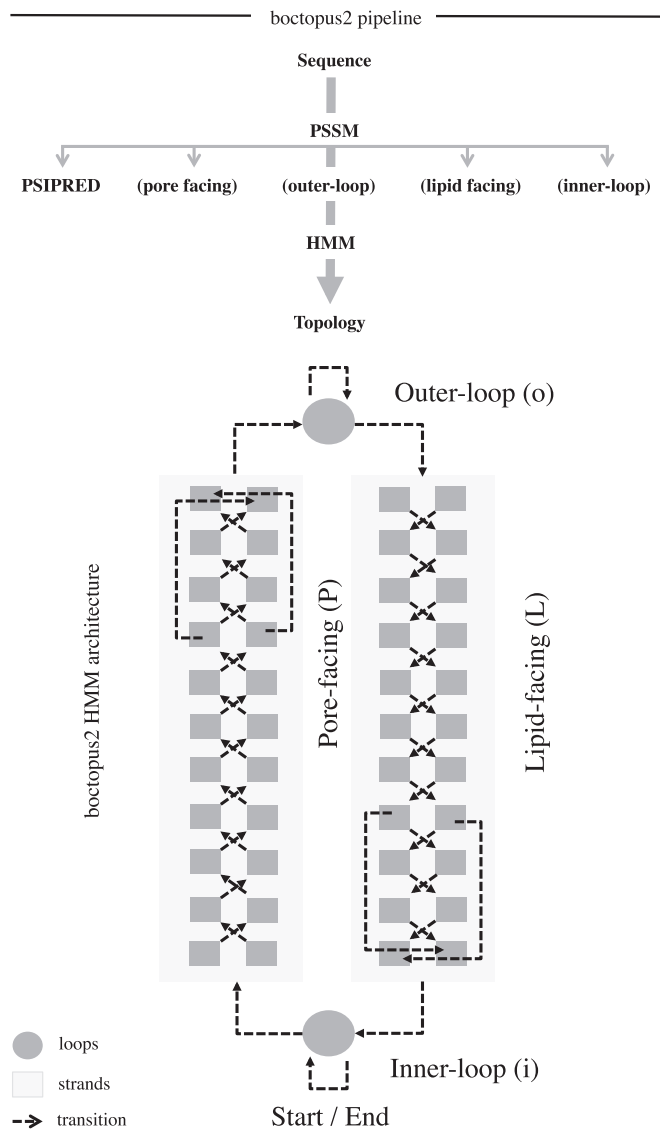 boctopus2 pipeline
Sequence
PSSM
PSIPRED (pore facing) (outer-loop) (lipid facing) (inner-loop)
HMM
Topology
Outer-loop (o)
boctopus2 HMM architecture
Pore-facing (P)
Lipid-facing (L)
Inner-loop (i)
Start / End
loops
strands
transition